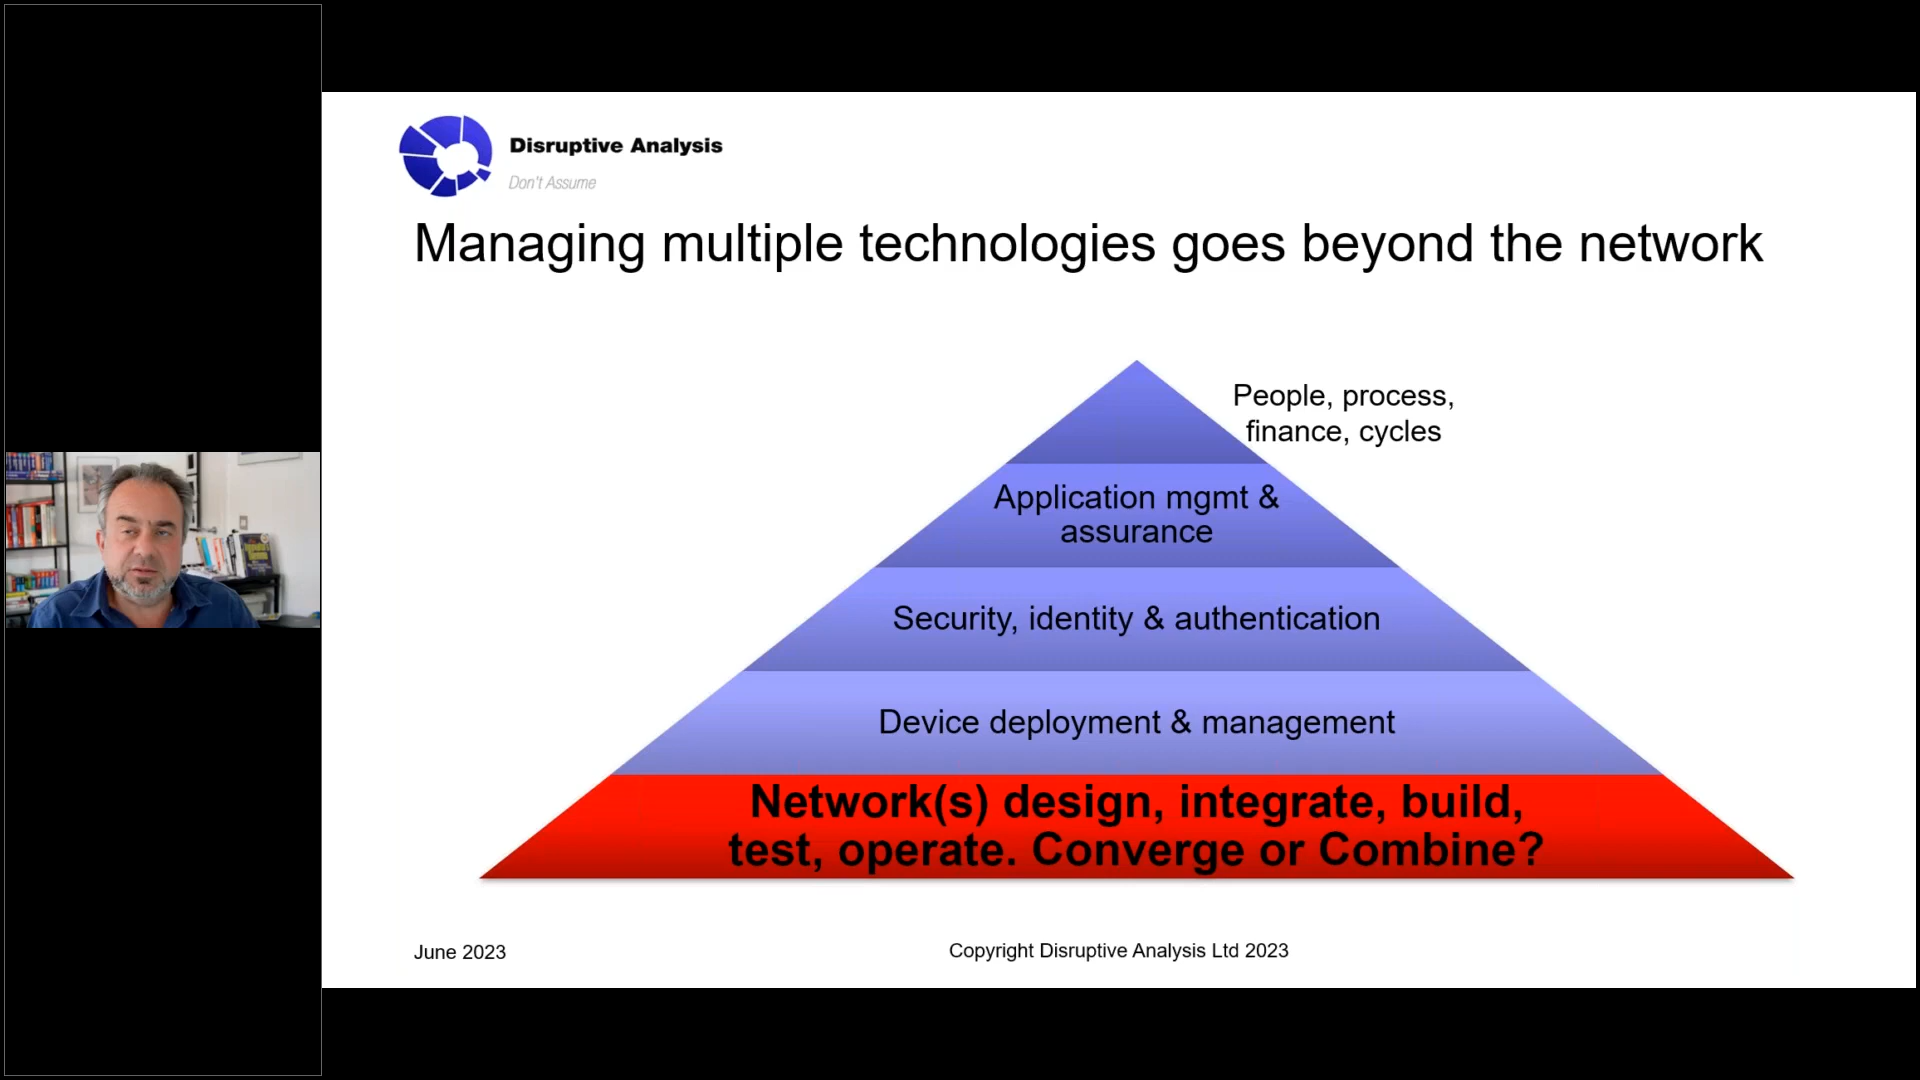 Disruptive Analysis
Don't Assume
Managing multiple technologies goes beyond the network
People, process,
finance, cycles
Application mgmt &
assurance
Security, identity & authentication
Device deployment & management
Network(s) design, integrate, build,
test, operate. Converge or Combine?
June 2023
Copyright Disruptive Analysis Ltd 2023